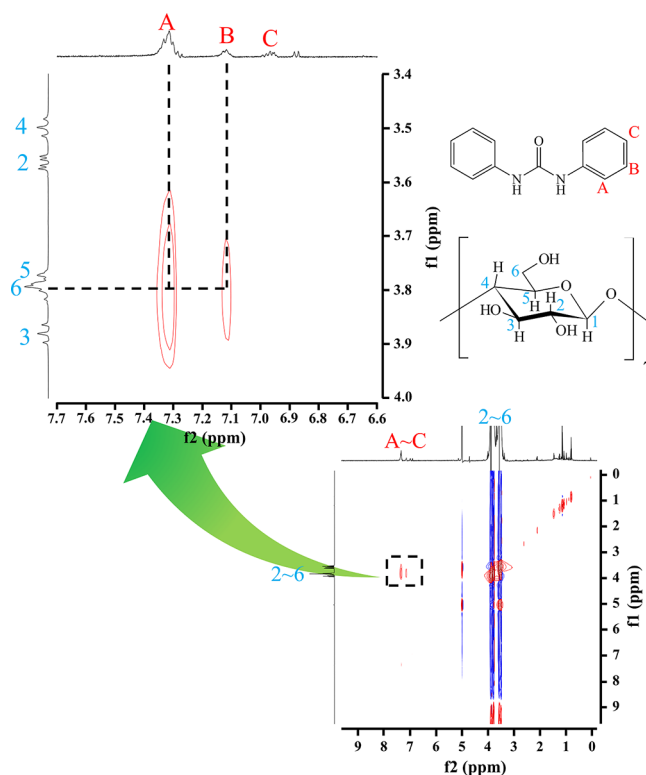 A
B
C
3.4
3.5
3.6
3.7
3.8
3.9
4.0
f1 (ppm)
4
2
5
6
3
7.7
7.6
7.5
7.4
7.3
7.2
7.1
7.0
6.9
6.8
6.7
6.6
f2 (ppm)
O
N
H
N
H
A
B
C
6
OH
4
H
5
H
H
2
O
O
HO
3
H
OH
1
H
A~C
2~6
2~6
0
1
2
3
4
5
6
7
8
9
f1 (ppm)
9
8
7
6
5
4
3
2
1
0
f2 (ppm)